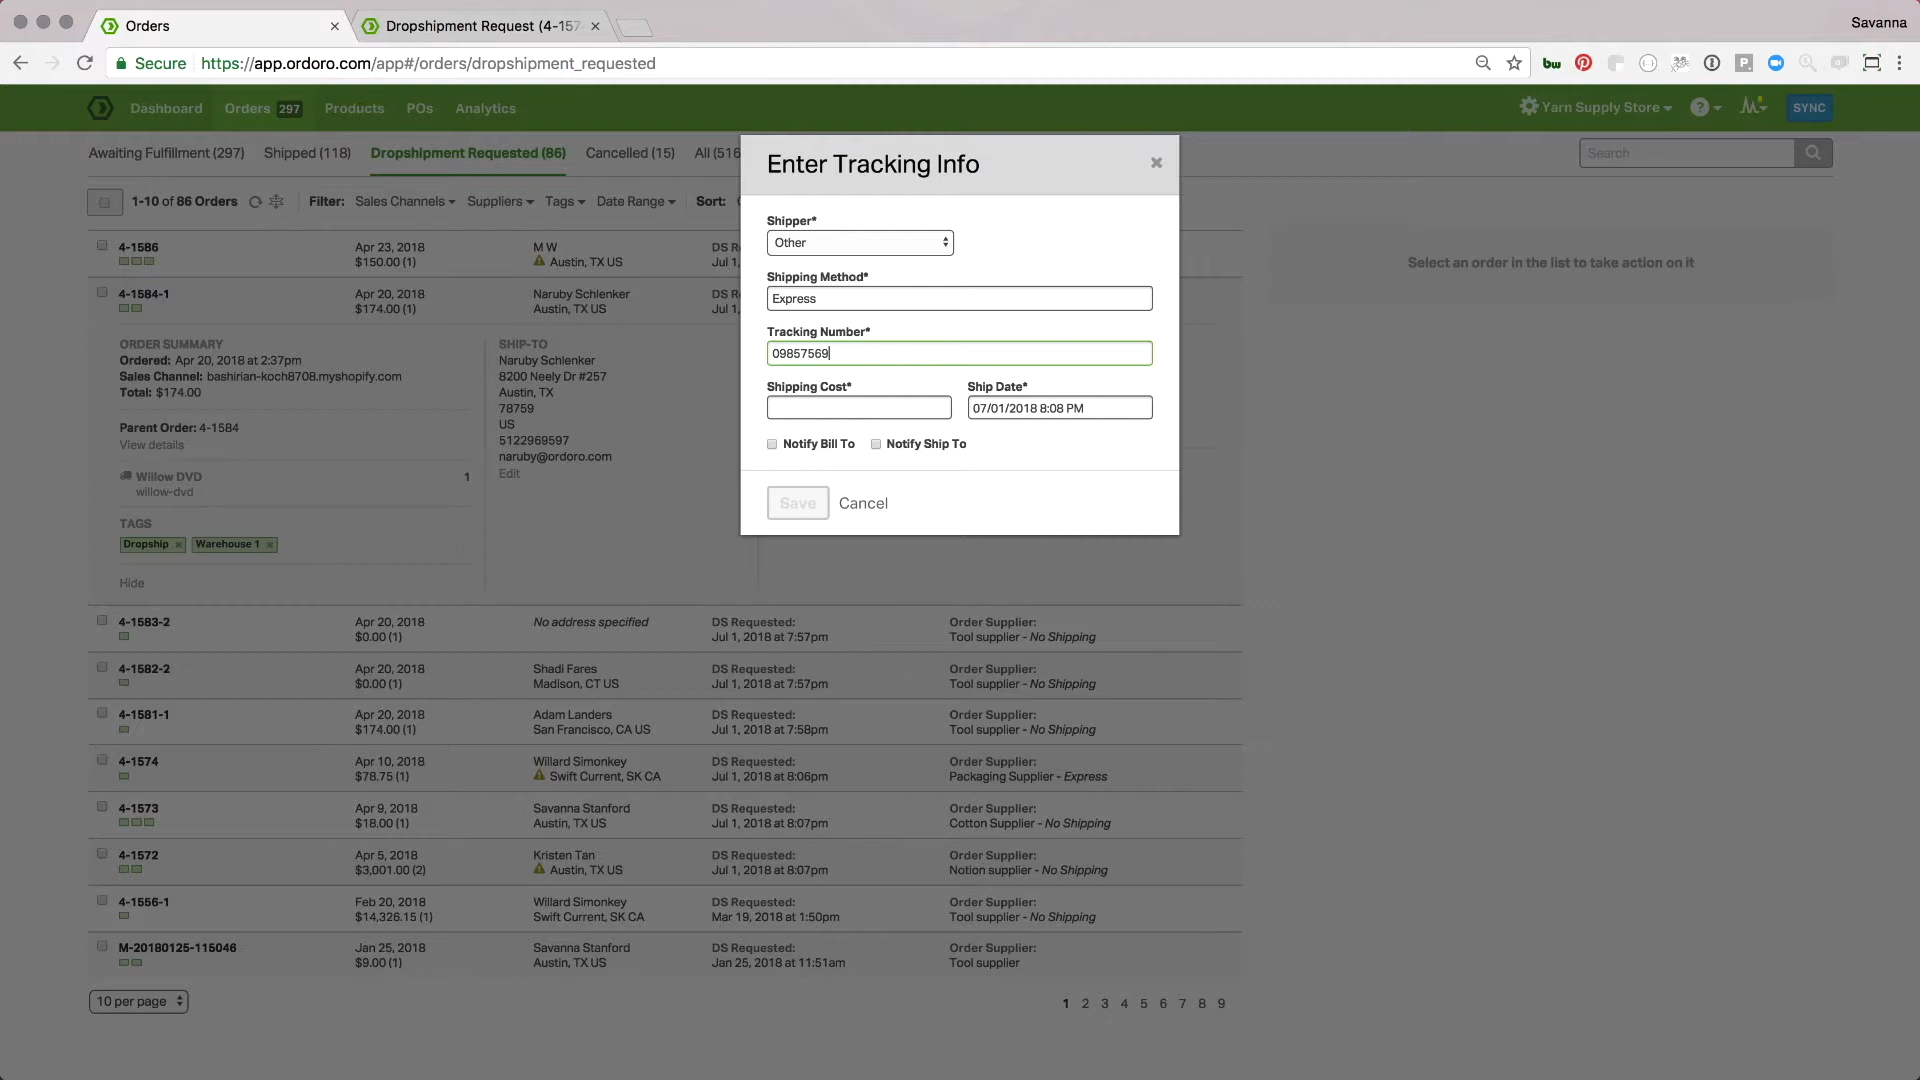 Orders
Dropshipment Request (4-157
Savanna
Secure
https://app.ordoro.com/app#/orders/dropshipment_requested
bw
P.
Dashboard
Orders 297
Products
POs
Analytics
Yarn Supply Store
?
SYNC
Awaiting Fulfillment (297)
Shipped (118)
Dropshipment Requested (86)
Cancelled (15)
All (516
Search
1-10 of 86 Orders
Filter:
Sales Channels
Suppliers
Tags
Date Range
Sort:
Enter Tracking Info
Shipper*
Other
Shipping Method*
Express
Tracking Number*
09857569
Shipping Cost*
Ship Date*
07/01/2018 8:08 PM
Notify Bill To
Notify Ship To
Save
Cancel
Select an order in the list to take action on it
4-1586
Apr 23, 2018
$150.00 (1)
M W
Austin, TX US
DS R
Jul 1,
4-1584-1
Apr 20, 2018
$174.00 (1)
Naruby Schlenker
Austin, TX US
DS R
Jul 1,
ORDER SUMMARY
Ordered: Apr 20, 2018 at 2:37pm
Sales Channel: bashirian-koch8708.myshopify.com
Total: $174.00
Parent Order: 4-1584
View details
Willow DVD 1
willow-dvd
TAGS
Dropship
Warehouse 1
Hide
SHIP-TO
Naruby Schlenker
8200 Neely Dr #257
Austin, TX
78759
US
5122969597
naruby@ordoro.com
Edit
4-1583-2
Apr 20, 2018
$0.00 (1)
No address specified
DS Requested:
Jul 1, 2018 at 7:57pm
Order Supplier:
Tool supplier - No Shipping
4-1582-2
Apr 20, 2018
$0.00 (1)
Shadi Fares
Madison, CT US
DS Requested:
Jul 1, 2018 at 7:57pm
Order Supplier:
Tool supplier - No Shipping
4-1581-1
Apr 20, 2018
$174.00 (1)
Adam Landers
San Francisco, CA US
DS Requested:
Jul 1, 2018 at 7:58pm
Order Supplier:
Tool supplier - No Shipping
4-1574
Apr 10, 2018
$78.75 (1)
Willard Simonkey
Swift Current, SK CA
DS Requested:
Jul 1, 2018 at 8:06pm
Order Supplier:
Packaging Supplier - Express
4-1573
Apr 9, 2018
$18.00 (1)
Savanna Stanford
Austin, TX US
DS Requested:
Jul 1, 2018 at 8:07pm
Order Supplier:
Cotton Supplier - No Shipping
4-1572
Apr 5, 2018
$3,001.00 (2)
Kristen Tan
Austin, TX US
DS Requested:
Jul 1, 2018 at 8:07pm
Order Supplier:
Notion supplier - No Shipping
4-1556-1
Feb 20, 2018
$14,326.15 (1)
Willard Simonkey
Swift Current, SK CA
DS Requested:
Mar 19, 2018 at 1:50pm
Order Supplier:
Tool supplier - No Shipping
M-20180125-115046
Jan 25, 2018
$9.00 (1)
Savanna Stanford
Austin, TX US
DS Requested:
Jan 25, 2018 at 11:51am
Order Supplier:
Tool supplier
10 per page
1 2 3 4 5 6 7 8 9